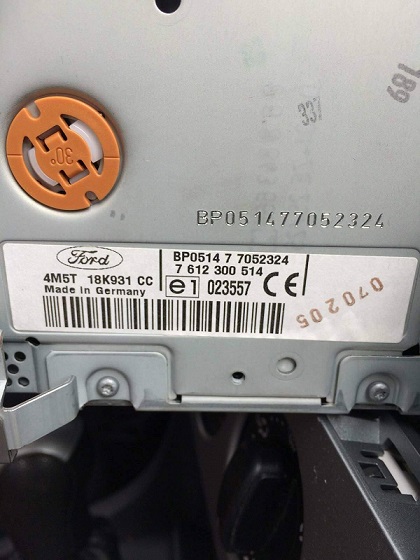 189
30°
BP051477052324
Ford
BP0514 7 7052324
7 612 300 514
4M5T 18K931 CC
Made in Germany
e1 023557 CE
070205